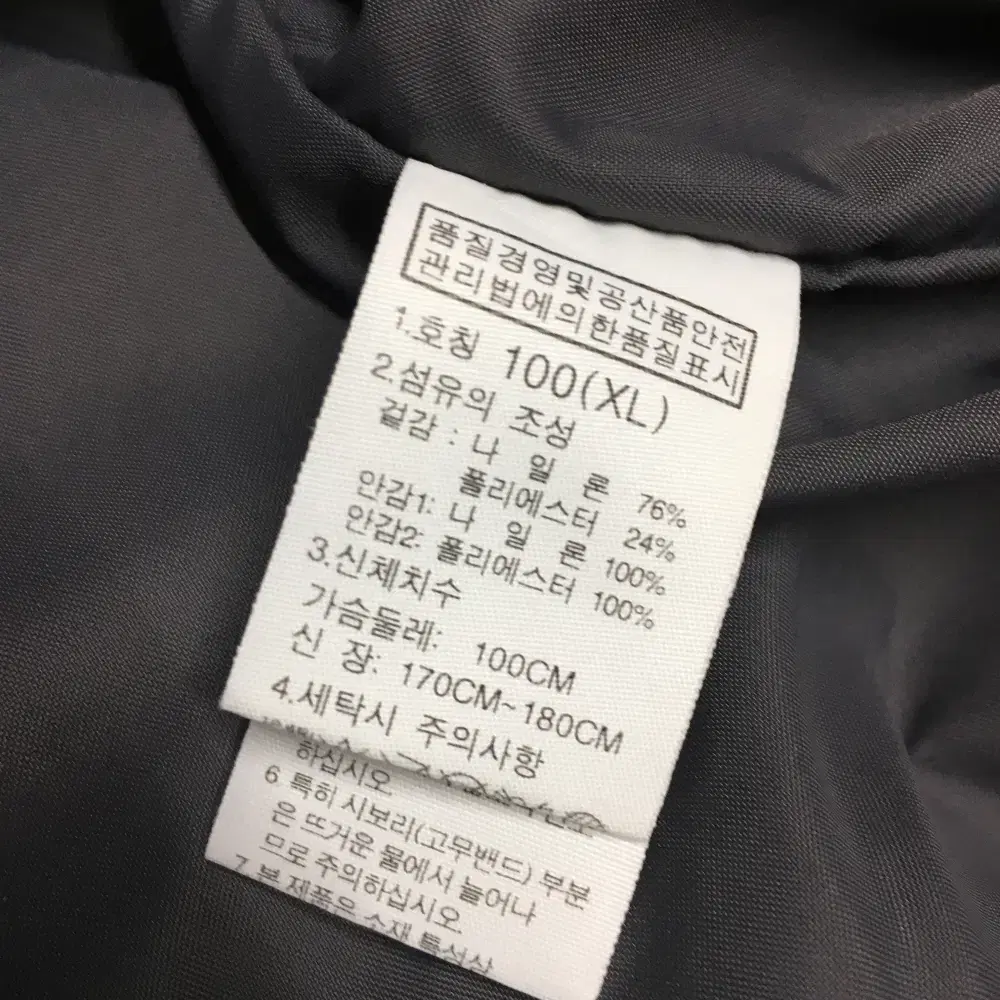 품질경영및공산품안전
관리법에의한품질표시
1.호칭 100(XL)
2.섬유의 조성
겉감 : 나 일 론 76%
폴리에스터 24%
안감1: 나 일 론 100%
안감2: 폴리에스터 100%
3.신체치수
가슴둘레: 100CM
신 장: 170CM~180CM
4.세탁시 주의사항
하십시오
6. 특히 시보리(고무밴드) 부분
은 뜨거운 물에서 늘어나
므로 주의하십시오.
7. 본 제품은 소재 특성상